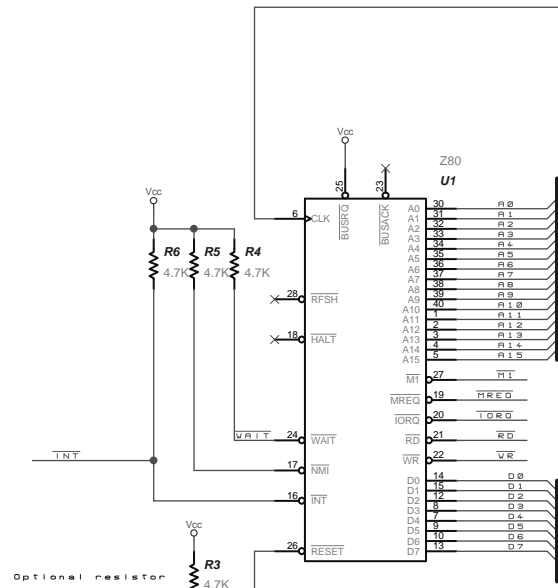 Vcc
Z80
U1
25 BUSRQ
23 BUSACK
Vcc
6 CLK
R6 4.7K
R5 4.7K
R4 4.7K
28 RFSH
18 HALT
WAIT 24 WAIT
INT
17 NMI
16 INT
26 RESET
Vcc
R3
4.7K
Optional resistor
A0 30 A0
A1 31 A1
A2 32 A2
A3 33 A3
A4 34 A4
A5 35 A5
A6 36 A6
A7 37 A7
A8 38 A8
A9 39 A9
A10 40 A10
A11 1 A11
A12 2 A12
A13 3 A13
A14 4 A14
A15 5 A15
M1 27 M1
MREQ 19 MREQ
IORQ 20 IORQ
RD 21 RD
WR 22 WR
D0 14 D0
D1 15 D1
D2 12 D2
D3 8 D3
D4 7 D4
D5 9 D5
D6 10 D6
D7 13 D7